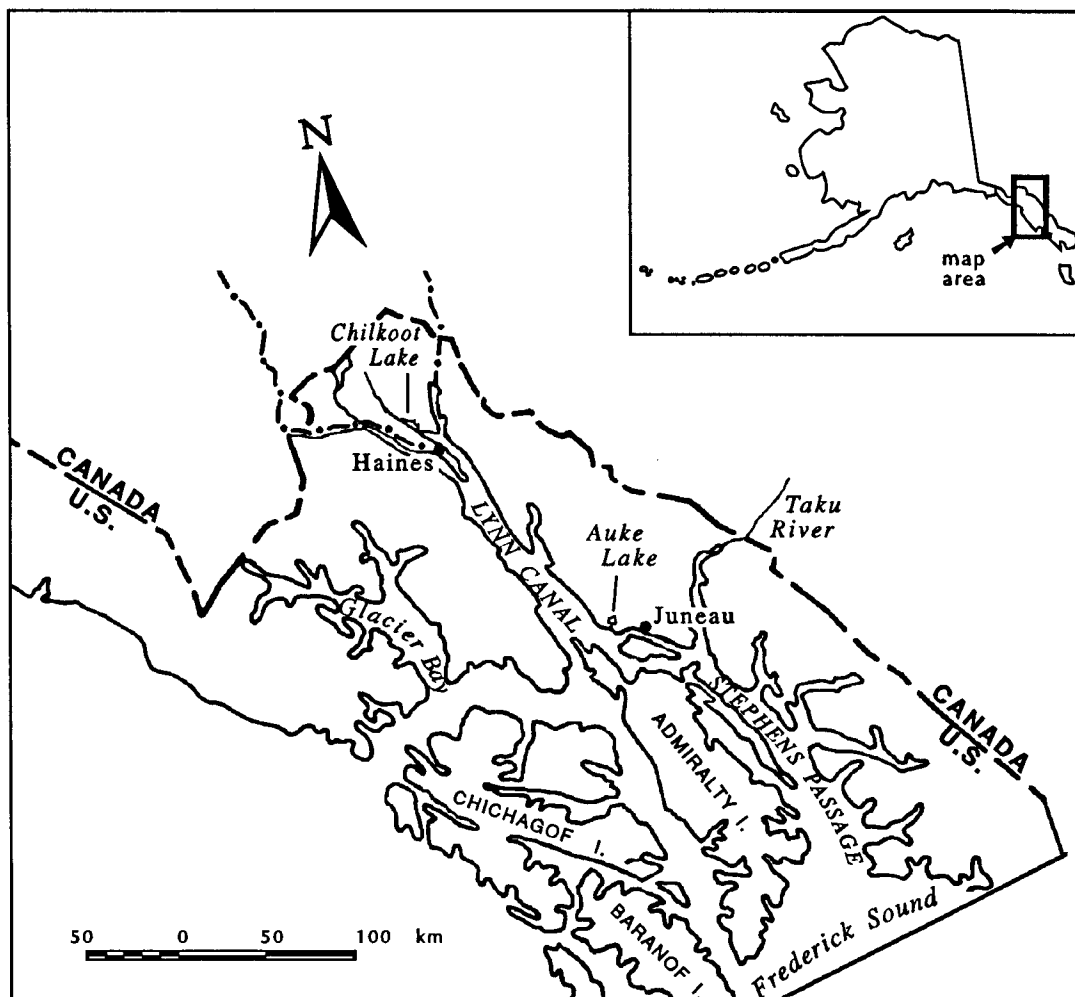 N
map
area
Chilkoot
Lake
Haines
CANADA
U.S.
LYNN CANAL
Taku
River
Auke
Lake
Juneau
Glacier Bay
STEPHENS PASSAGE
CANADA
U.S.
ADMIRALTY I.
CHICHAGOF I.
BARANOF I.
Frederick Sound
50 0 50 100 km